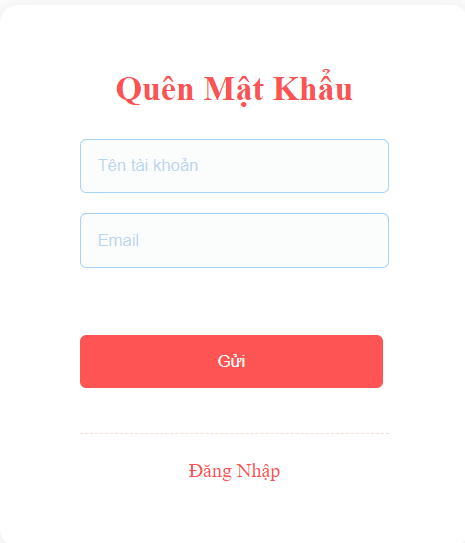 Quên Mật Khẩu
Tên tài khoản
Email
Gửi
Đăng Nhập